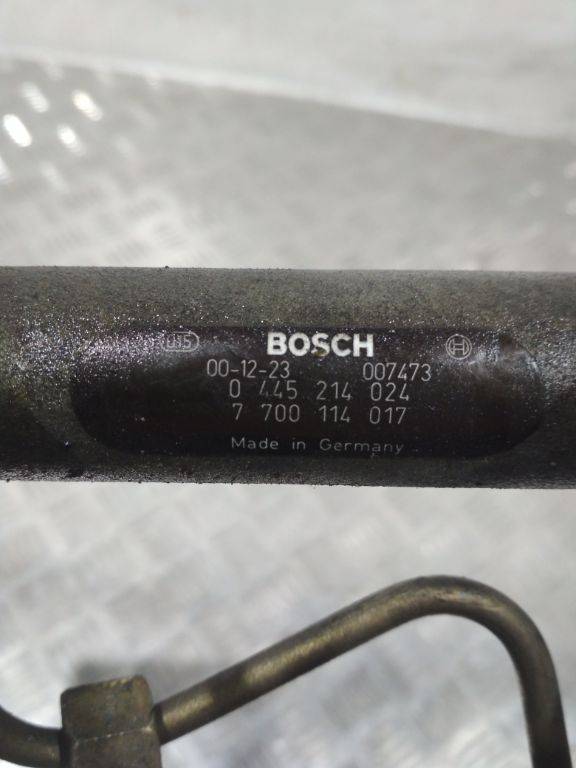 BOSCH
00-12-23 007473
0 445 214 024
7 700 114 017
Made in Germany